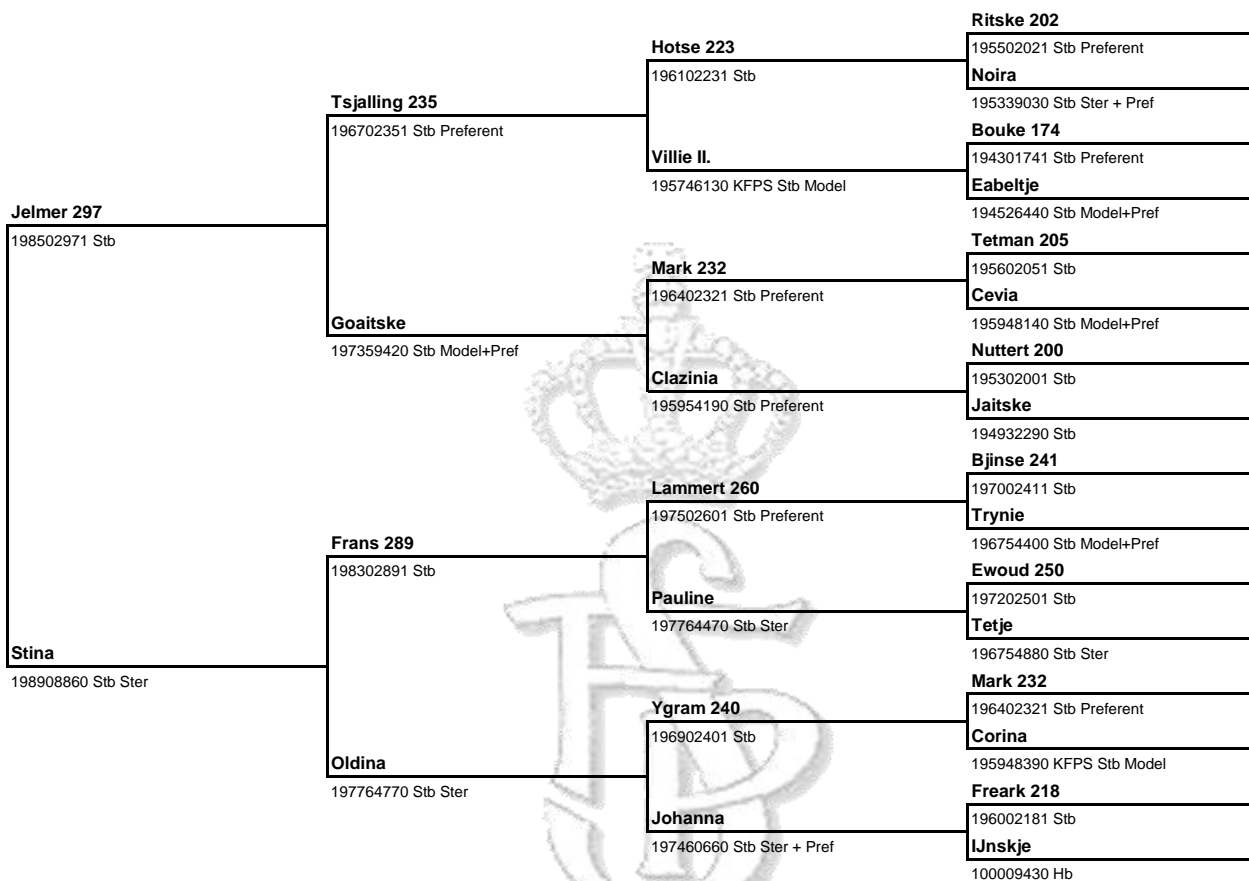 Ritske 202
Hotse 223
195502021 Stb Preferent
196102231 Stb
Noira
Tsjalling 235
195339030 Stb Ster + Pref
196702351 Stb Preferent
Bouke 174
Villie II.
194301741 Stb Preferent
195746130 KFPS Stb Model
Eabeltje
Jelmer 297
194526440 Stb Model+Pref
198502971 Stb
Tetman 205
Mark 232
195602051 Stb
196402321 Stb Preferent
Cevia
Goaitske
195948140 Stb Model+Pref
197359420 Stb Model+Pref
Nuttert 200
Clazinia
195302001 Stb
195954190 Stb Preferent
Jaitske
194932290 Stb
Bjinse 241
Lammert 260
197002411 Stb
197502601 Stb Preferent
Trynie
Frans 289
196754400 Stb Model+Pref
198302891 Stb
Ewoud 250
Pauline
197202501 Stb
197764470 Stb Ster
Tetje
Stina
196754880 Stb Ster
198908860 Stb Ster
Mark 232
Ygram 240
196402321 Stb Preferent
196902401 Stb
Corina
Oldina
195948390 KFPS Stb Model
197764770 Stb Ster
Freark 218
Johanna
196002181 Stb
197460660 Stb Ster + Pref
IJnskje
100009430 Hb